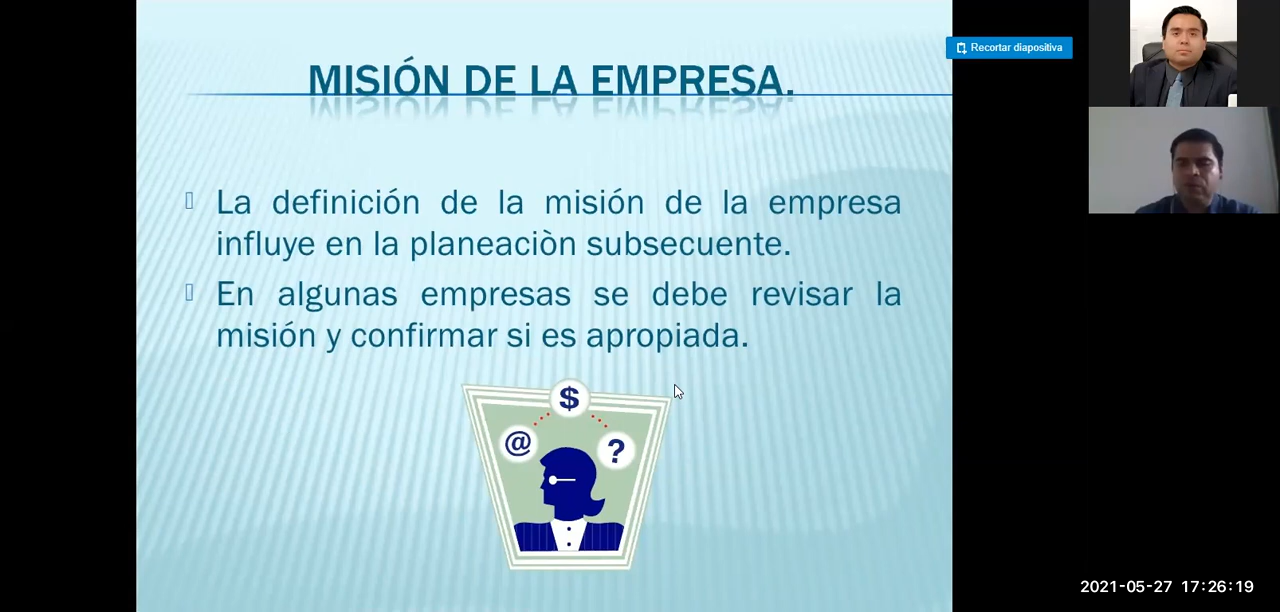 MISIÓN DE LA EMPRESA.
Recortar diapositiva
La definición de la misión de la empresa
influye en la planeaciòn subsecuente.
En algunas empresas se debe revisar la
misión y confirmar si es apropiada.
$
@
?
2021-05-27 17:26:19